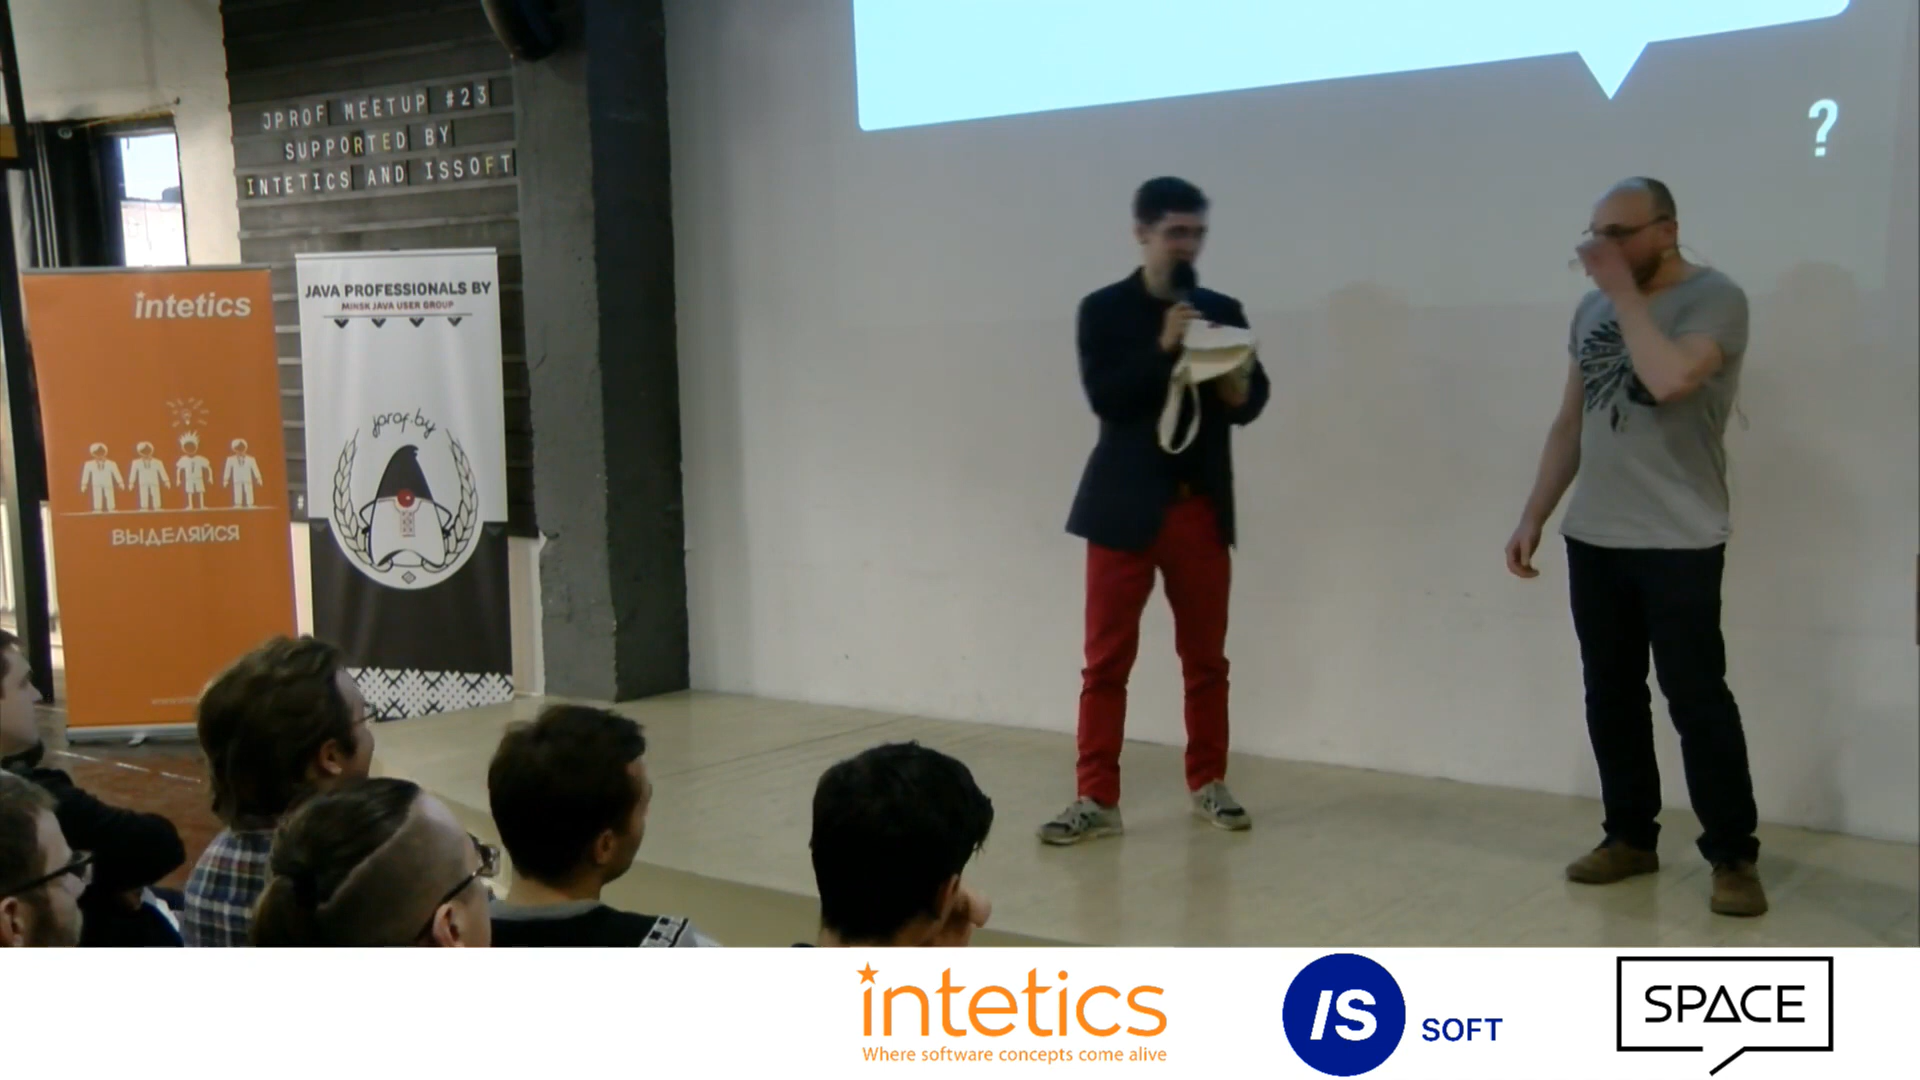 JPROF MEETUP #23
SUPPORTED BY
INTETICS AND ISSOFT
?
intetics
ВЫДЕЛЯЙСЯ
JAVA PROFESSIONALS BY
MINSK JAVA USER GROUP
jprof.by
intetics
Where software concepts come alive
IS SOFT
SPACE